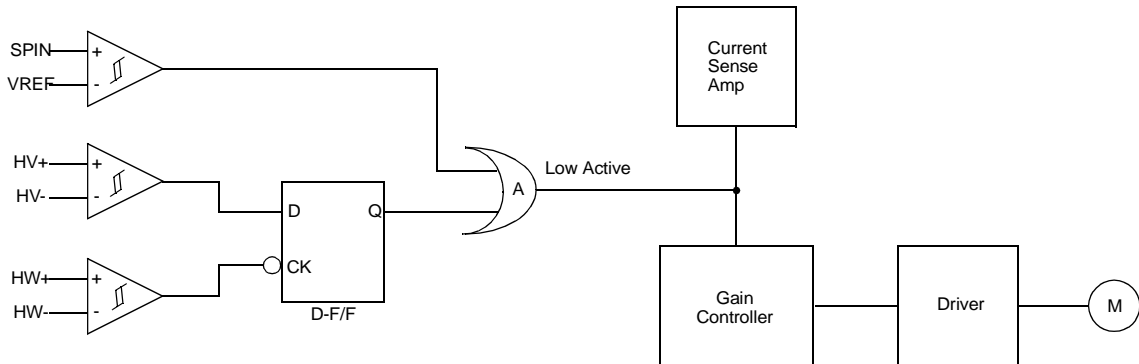 SPIN
+
VREF
-
Current
Sense
Amp
HV+
+
HV-
-
Low Active
A
D
Q
CK
D-F/F
HW+
+
HW-
-
Gain
Controller
Driver
M